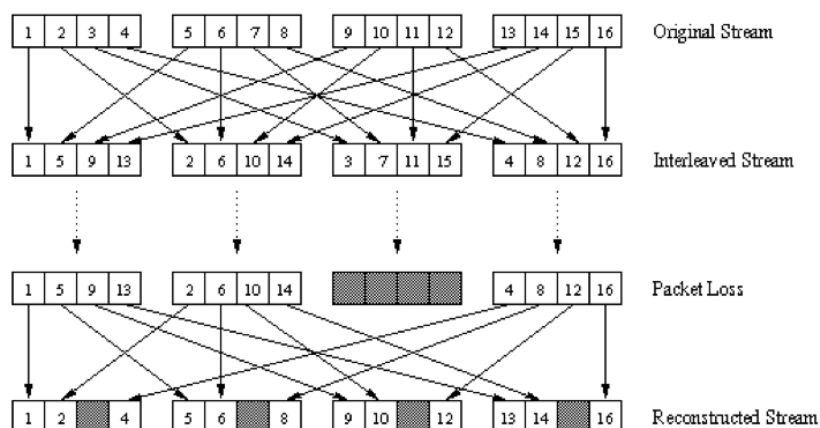 1 2 3 4 5 6 7 8 9 10 11 12 13 14 15 16 Original Stream
1 5 9 13 2 6 10 14 3 7 11 15 4 8 12 16 Interleaved Stream
1 5 9 13 2 6 10 14 4 8 12 16 Packet Loss
1 2 4 5 6 8 9 10 12 13 14 16 Reconstructed Stream